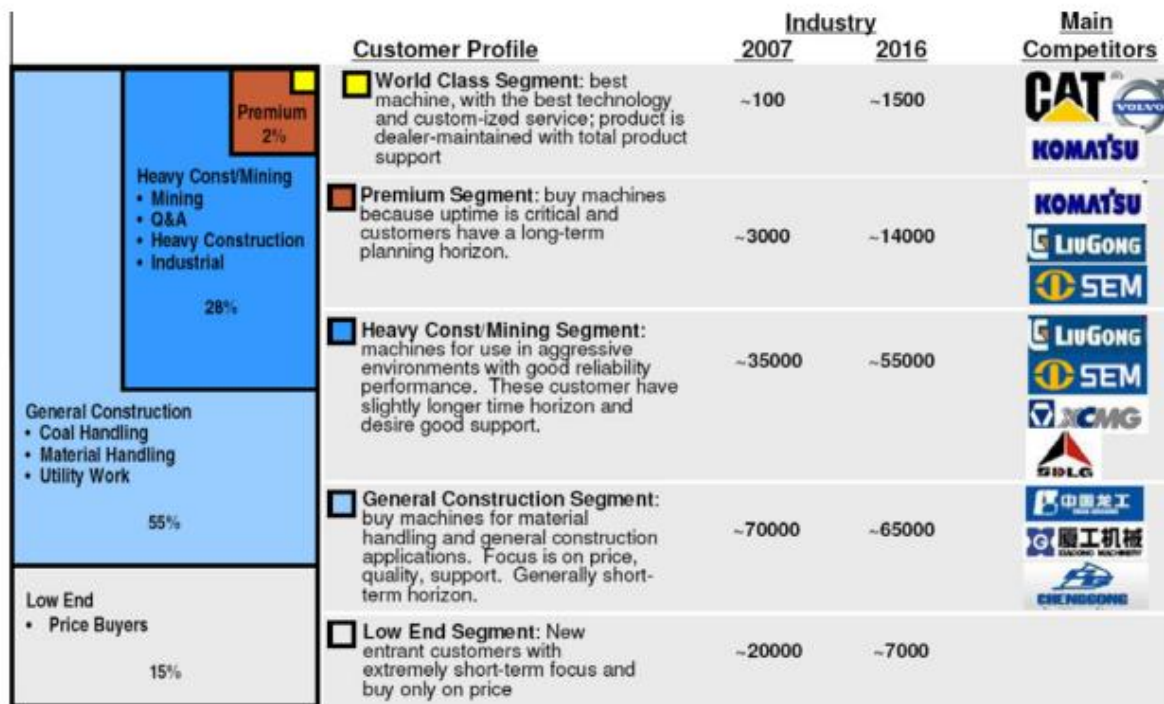 Industry
Main
Customer Profile
2007
2016
Competitors
Premium
2%
Heavy Const/Mining
• Mining
• Q&A
• Heavy Construction
• Industrial
28%
General Construction
• Coal Handling
• Material Handling
• Utility Work
55%
Low End
• Price Buyers
15%
World Class Segment: best
machine, with the best technology
and custom-ized service; product is
dealer-maintained with total product
support
~100
~1500
CAT
VOLVO
KOMATSU
Premium Segment: buy machines
because uptime is critical and
customers have a long-term
planning horizon.
~3000
~14000
KOMATSU
LIUGONG
SEM
Heavy Const/Mining Segment:
machines for use in aggressive
environments with good reliability
performance. These customer have
slightly longer time horizon and
desire good support.
~35000
~55000
LIUGONG
SEM
XCMG
SDLG
General Construction Segment:
buy machines for material
handling and general construction
applications. Focus is on price,
quality, support. Generally short-
term horizon.
~70000
~65000
中国龙工
厦工机械
XIAGONG MACHINERY
CHENGGONG
Low End Segment: New
entrant customers with
extremely short-term focus and
buy only on price
~20000
~7000